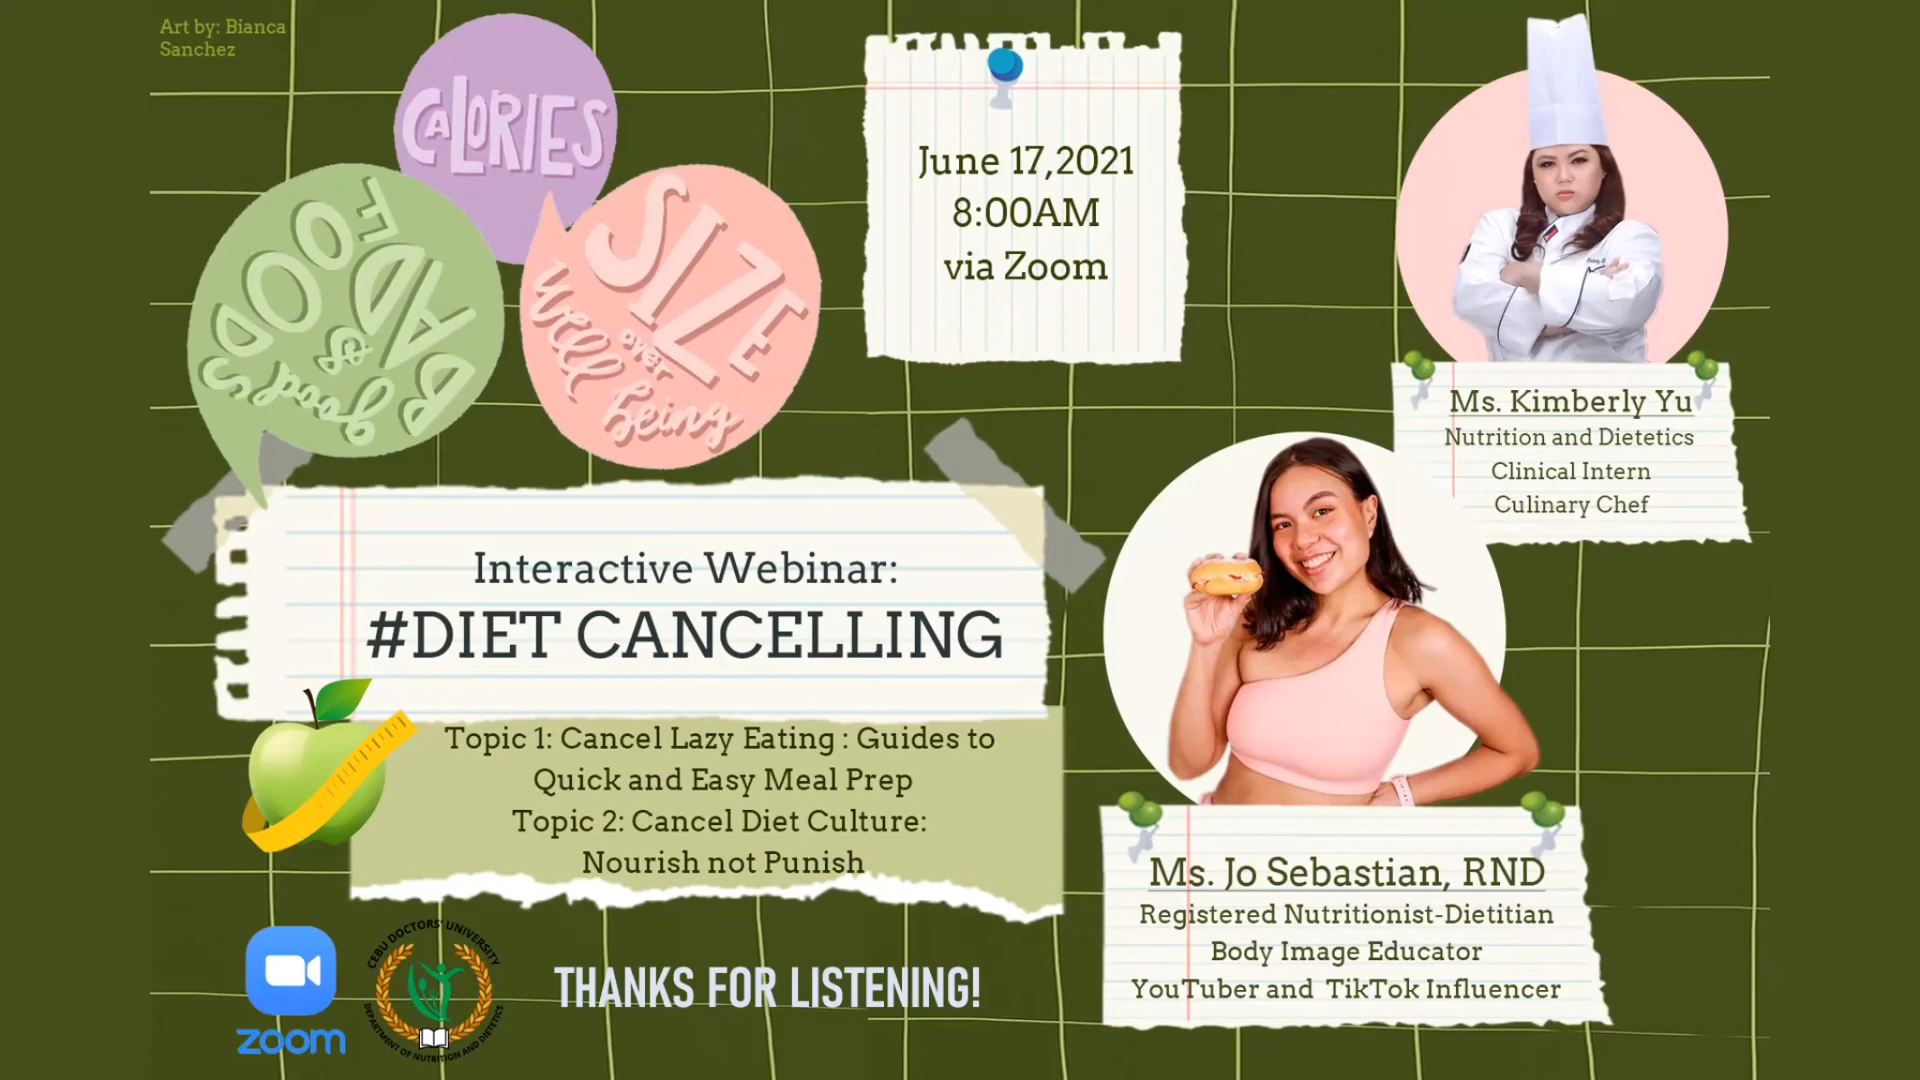 Art by: Bianca
Sanchez
CALORIES
good vs
BAD
FOOD
SIZE
over
well being
June 17,2021
8:00AM
via Zoom
Ms. Kimberly Yu
Nutrition and Dietetics
Clinical Intern
Culinary Chef
Interactive Webinar:
#DIET CANCELLING
Topic 1: Cancel Lazy Eating : Guides to
Quick and Easy Meal Prep
Topic 2: Cancel Diet Culture:
Nourish not Punish
Ms. Jo Sebastian, RND
Registered Nutritionist-Dietitian
Body Image Educator
YouTuber and TikTok Influencer
zoom
CEBU DOCTORS' UNIVERSITY
DEPARTMENT OF NUTRITION AND DIETETICS
THANKS FOR LISTENING!